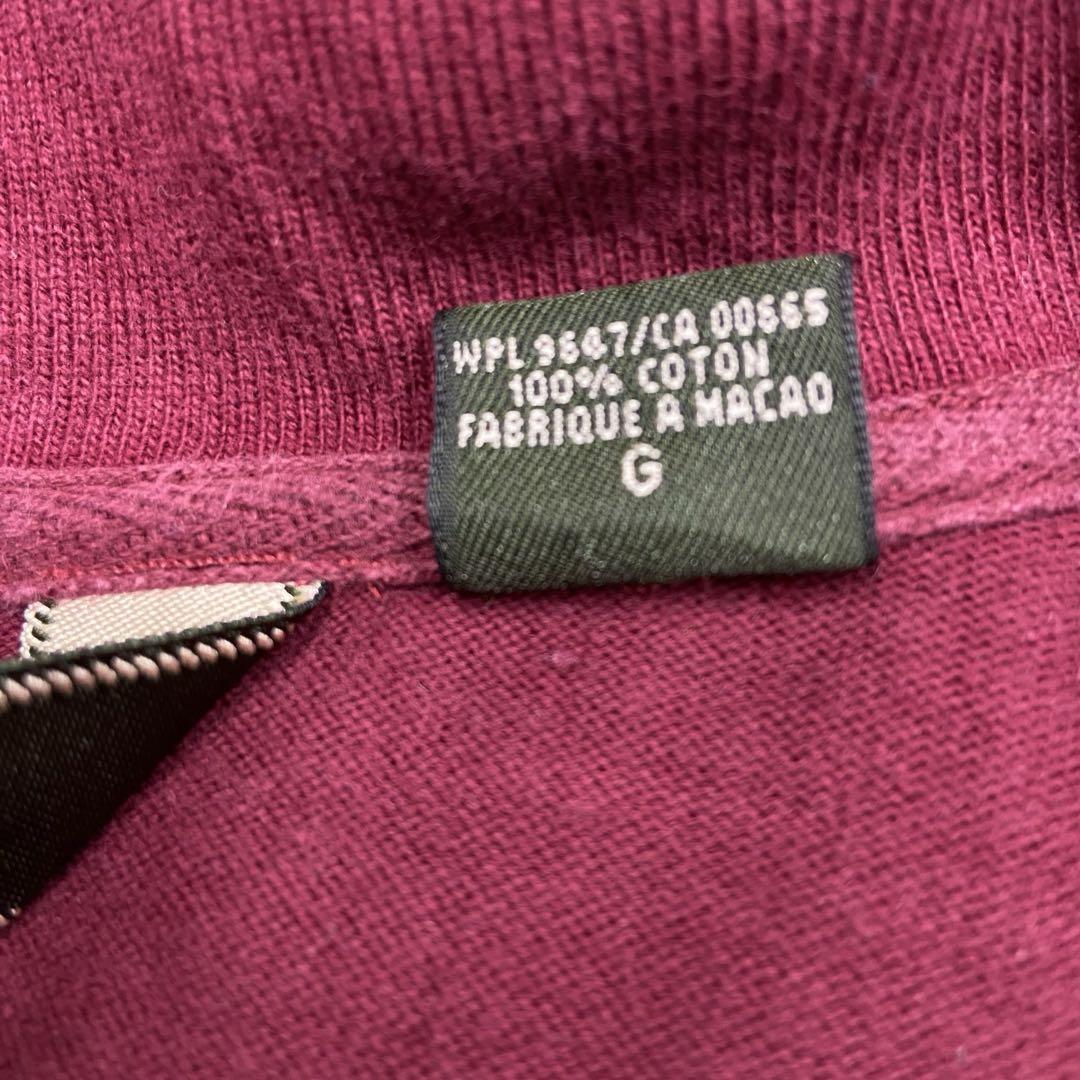 WPL 9647/CA 00665
100% COTON
FABRIQUE A MACAO
G